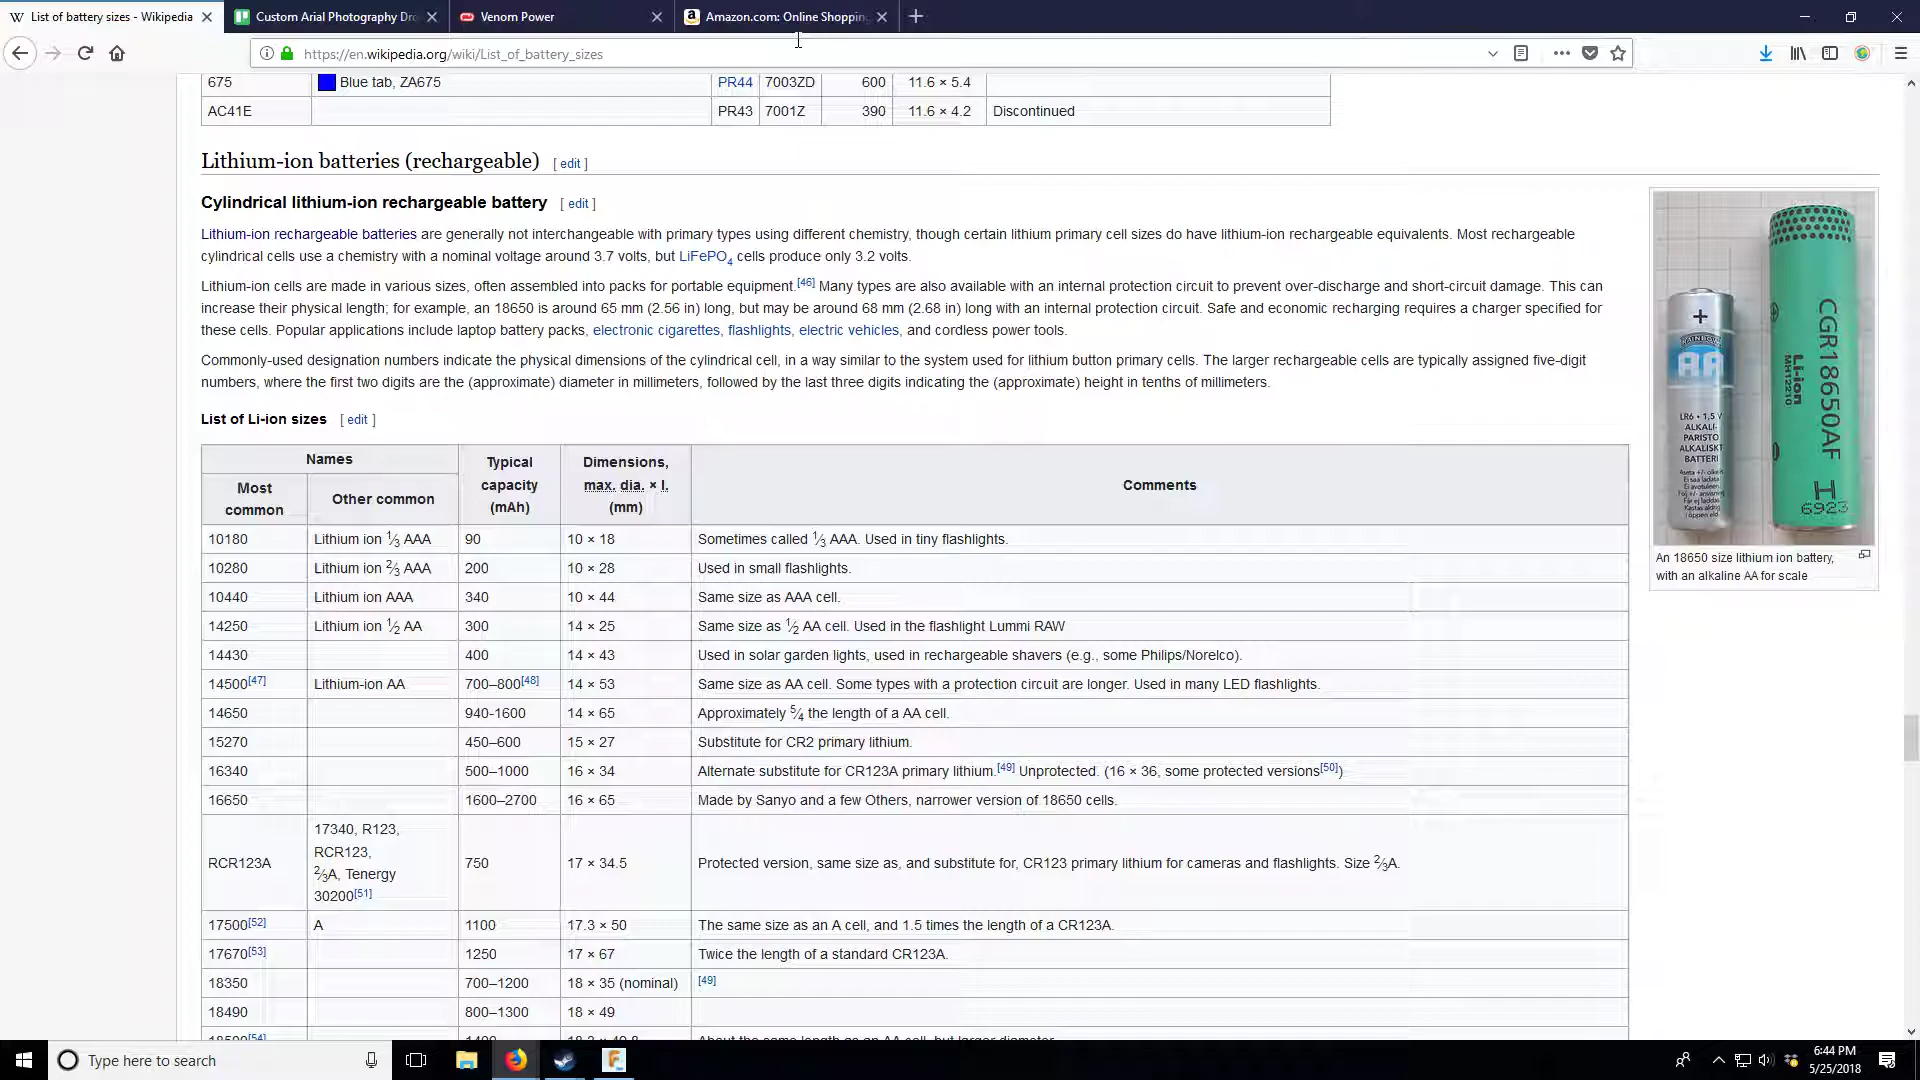 List of battery sizes - Wikipedia
Custom Arial Photography Dro
Venom Power
Amazon.com: Online Shopping
https://en.wikipedia.org/wiki/List_of_battery_sizes
675 Blue tab, ZA675 PR44 7003ZD 600 11.6 × 5.4
AC41E PR43 7001Z 390 11.6 × 4.2 Discontinued
Lithium-ion batteries (rechargeable) [ edit ]
Cylindrical lithium-ion rechargeable battery [ edit ]
Lithium-ion rechargeable batteries are generally not interchangeable with primary types using different chemistry, though certain lithium primary cell sizes do have lithium-ion rechargeable equivalents. Most rechargeable
cylindrical cells use a chemistry with a nominal voltage around 3.7 volts, but LiFePO4 cells produce only 3.2 volts.
Lithium-ion cells are made in various sizes, often assembled into packs for portable equipment.[46] Many types are also available with an internal protection circuit to prevent over-discharge and short-circuit damage. This can
increase their physical length; for example, an 18650 is around 65 mm (2.56 in) long, but may be around 68 mm (2.68 in) long with an internal protection circuit. Safe and economic recharging requires a charger specified for
these cells. Popular applications include laptop battery packs, electronic cigarettes, flashlights, electric vehicles, and cordless power tools.
Commonly-used designation numbers indicate the physical dimensions of the cylindrical cell, in a way similar to the system used for lithium button primary cells. The larger rechargeable cells are typically assigned five-digit
numbers, where the first two digits are the (approximate) diameter in millimeters, followed by the last three digits indicating the (approximate) height in tenths of millimeters.
List of Li-ion sizes [ edit ]
Names
Most common
Other common
Typical capacity (mAh)
Dimensions, max. dia. × l. (mm)
Comments
10180 Lithium ion 1⁄3 AAA 90 10 × 18 Sometimes called 1⁄3 AAA. Used in tiny flashlights.
10280 Lithium ion 2⁄3 AAA 200 10 × 28 Used in small flashlights.
10440 Lithium ion AAA 340 10 × 44 Same size as AAA cell.
14250 Lithium ion 1⁄2 AA 300 14 × 25 Same size as 1⁄2 AA cell. Used in the flashlight Lummi RAW
14430 400 14 × 43 Used in solar garden lights, used in rechargeable shavers (e.g., some Philips/Norelco).
14500[47] Lithium-ion AA 700–800[48] 14 × 53 Same size as AA cell. Some types with a protection circuit are longer. Used in many LED flashlights.
14650 940-1600 14 × 65 Approximately 5⁄4 the length of a AA cell.
15270 450–600 15 × 27 Substitute for CR2 primary lithium.
16340 500–1000 16 × 34 Alternate substitute for CR123A primary lithium.[49] Unprotected. (16 × 36, some protected versions[50])
16650 1600–2700 16 × 65 Made by Sanyo and a few Others, narrower version of 18650 cells.
RCR123A 17340, R123, RCR123, 2⁄3A, Tenergy 30200[51] 750 17 × 34.5 Protected version, same size as, and substitute for, CR123 primary lithium for cameras and flashlights. Size 2⁄3A.
17500[52] A 1100 17.3 × 50 The same size as an A cell, and 1.5 times the length of a CR123A.
17670[53] 1250 17 × 67 Twice the length of a standard CR123A.
18350 700–1200 18 × 35 (nominal) [49]
18490 800–1300 18 × 49
+
AA
LR6 • 1,5 V
ALKALI-
PARISTO
ALKALISKT
BATTERI
CGR18650AF
Li-ion
MH12210
H
6923
An 18650 size lithium ion battery,
with an alkaline AA for scale
Type here to search
6:44 PM
5/25/2018